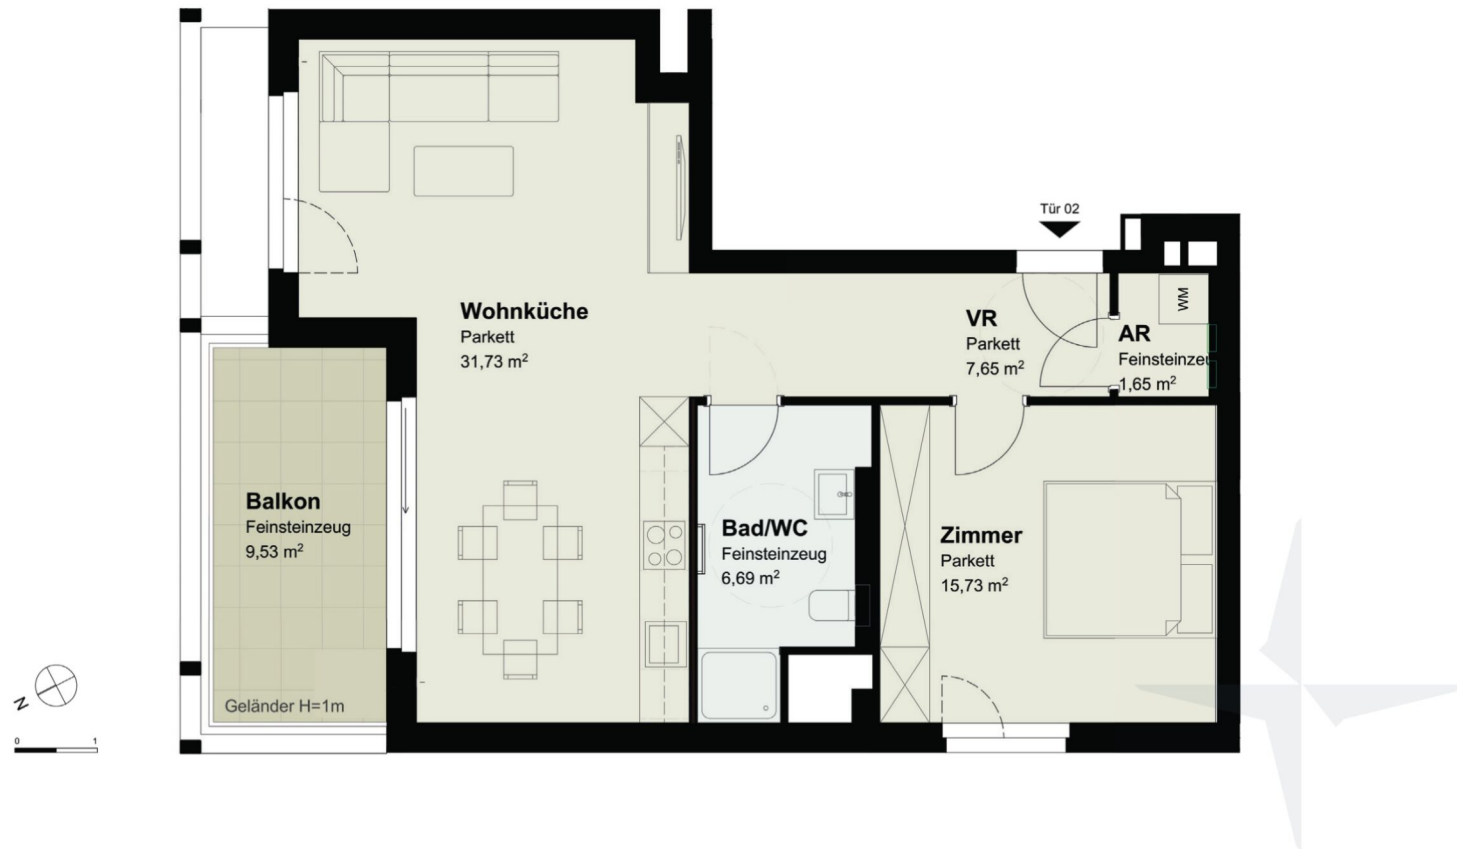 Tür 02
Wohnküche
Parkett
31,73 m²
VR
Parkett
7,65 m²
WM
AR
Feinsteinzeu
1,65 m²
Balkon
Feinsteinzeug
9,53 m²
Geländer H=1m
Bad/WC
Feinsteinzeug
6,69 m²
Zimmer
Parkett
15,73 m²
N
0 1